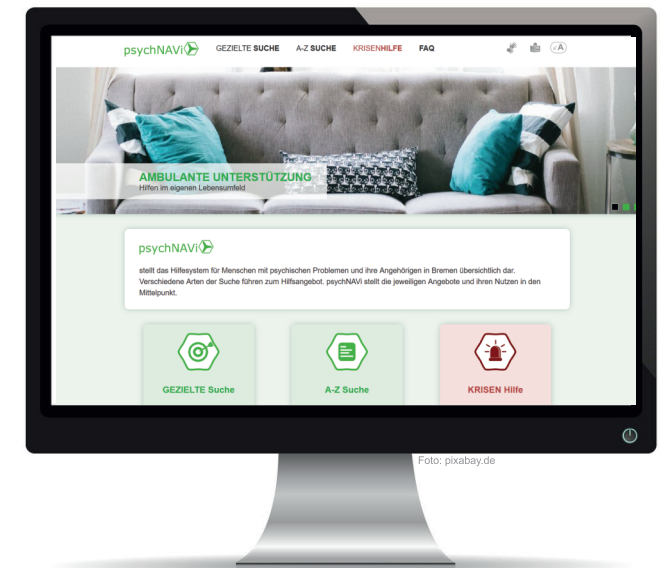 psychNAVi
GEZIELTE SUCHE A-Z SUCHE KRISENHILFE FAQ
A
AMBULANTE UNTERSTÜTZUNG
Hilfen im eigenen Lebensumfeld
psychNAVi
stellt das Hilfesystem für Menschen mit psychischen Problemen und ihre Angehörigen in Bremen übersichtlich dar.
Verschiedene Arten der Suche führen zum Hilfsangebot. psychNAVi stellt die jeweiligen Angebote und ihren Nutzen in den
Mittelpunkt.
GEZIELTE Suche A-Z Suche KRISEN Hilfe
Foto: pixabay.de